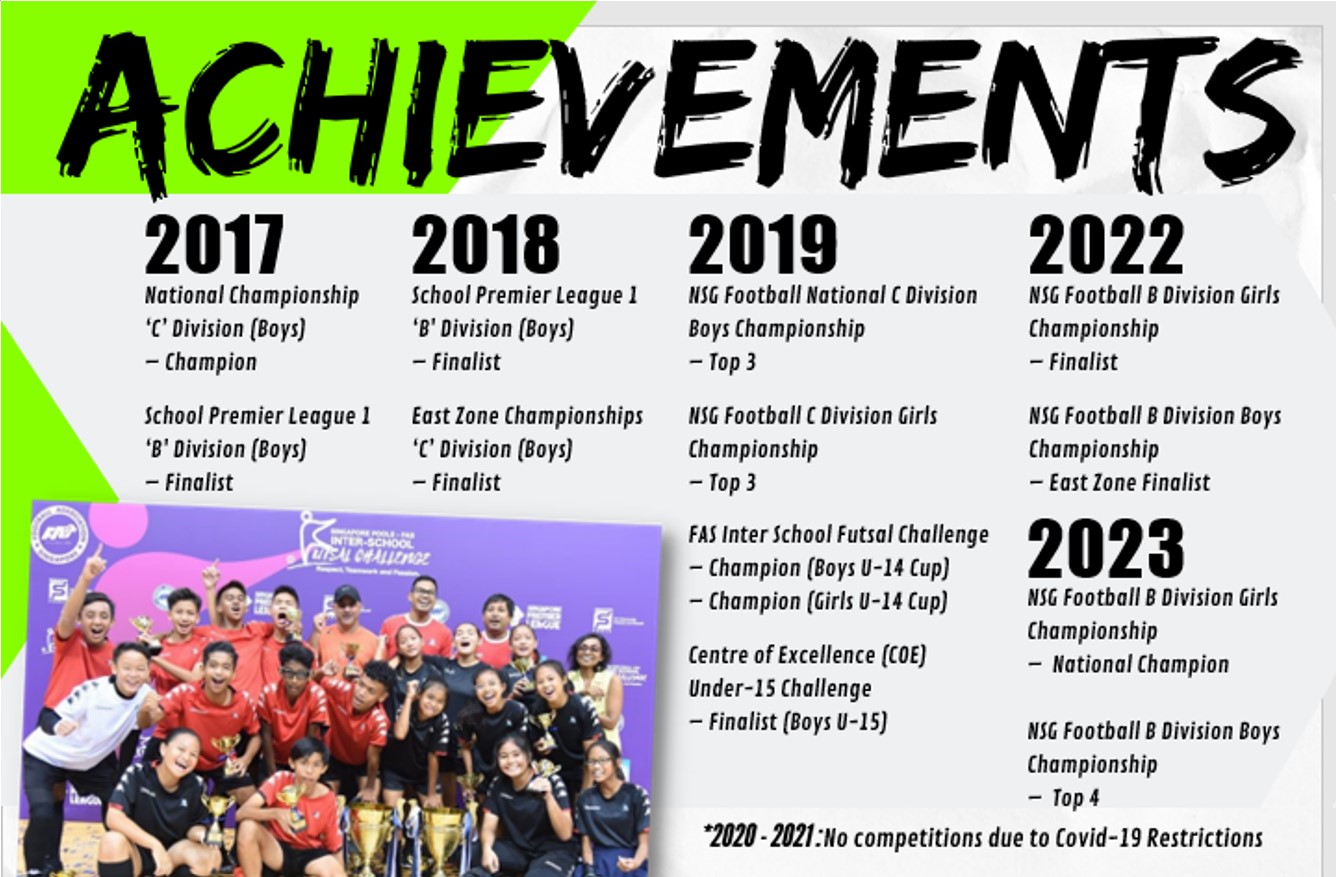 ACHIEVEMENTS
2017
National Championship
‘C’ Division (Boys)
– Champion
School Premier League 1
‘B’ Division (Boys)
– Finalist
2018
School Premier League 1
‘B’ Division (Boys)
– Finalist
East Zone Championships
‘C’ Division (Boys)
– Finalist
2019
NSG Football National C Division
Boys Championship
– Top 3
NSG Football C Division Girls
Championship
– Top 3
FAS Inter School Futsal Challenge
– Champion (Boys U-14 Cup)
– Champion (Girls U-14 Cup)
Centre of Excellence (COE)
Under-15 Challenge
– Finalist (Boys U-15)
2022
NSG Football B Division Girls
Championship
– Finalist
NSG Football B Division Boys
Championship
– East Zone Finalist
2023
NSG Football B Division Girls
Championship
– National Champion
NSG Football B Division Boys
Championship
– Top 4
*2020 - 2021: No competitions due to Covid-19 Restrictions
FAS
SINGAPORE POOLS - FAS
INTER-SCHOOL
FUTSAL CHALLENGE
Respect, Teamwork and Passion.